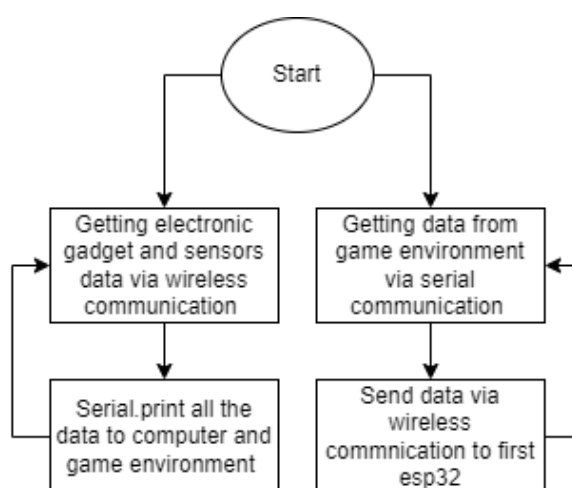 Start
Getting electronic
gadget and sensors
data via wireless
communication
Getting data from
game environment
via serial
communication
Serial.print all the
data to computer and
game environment
Send data via
wireless
commnication to first
esp32